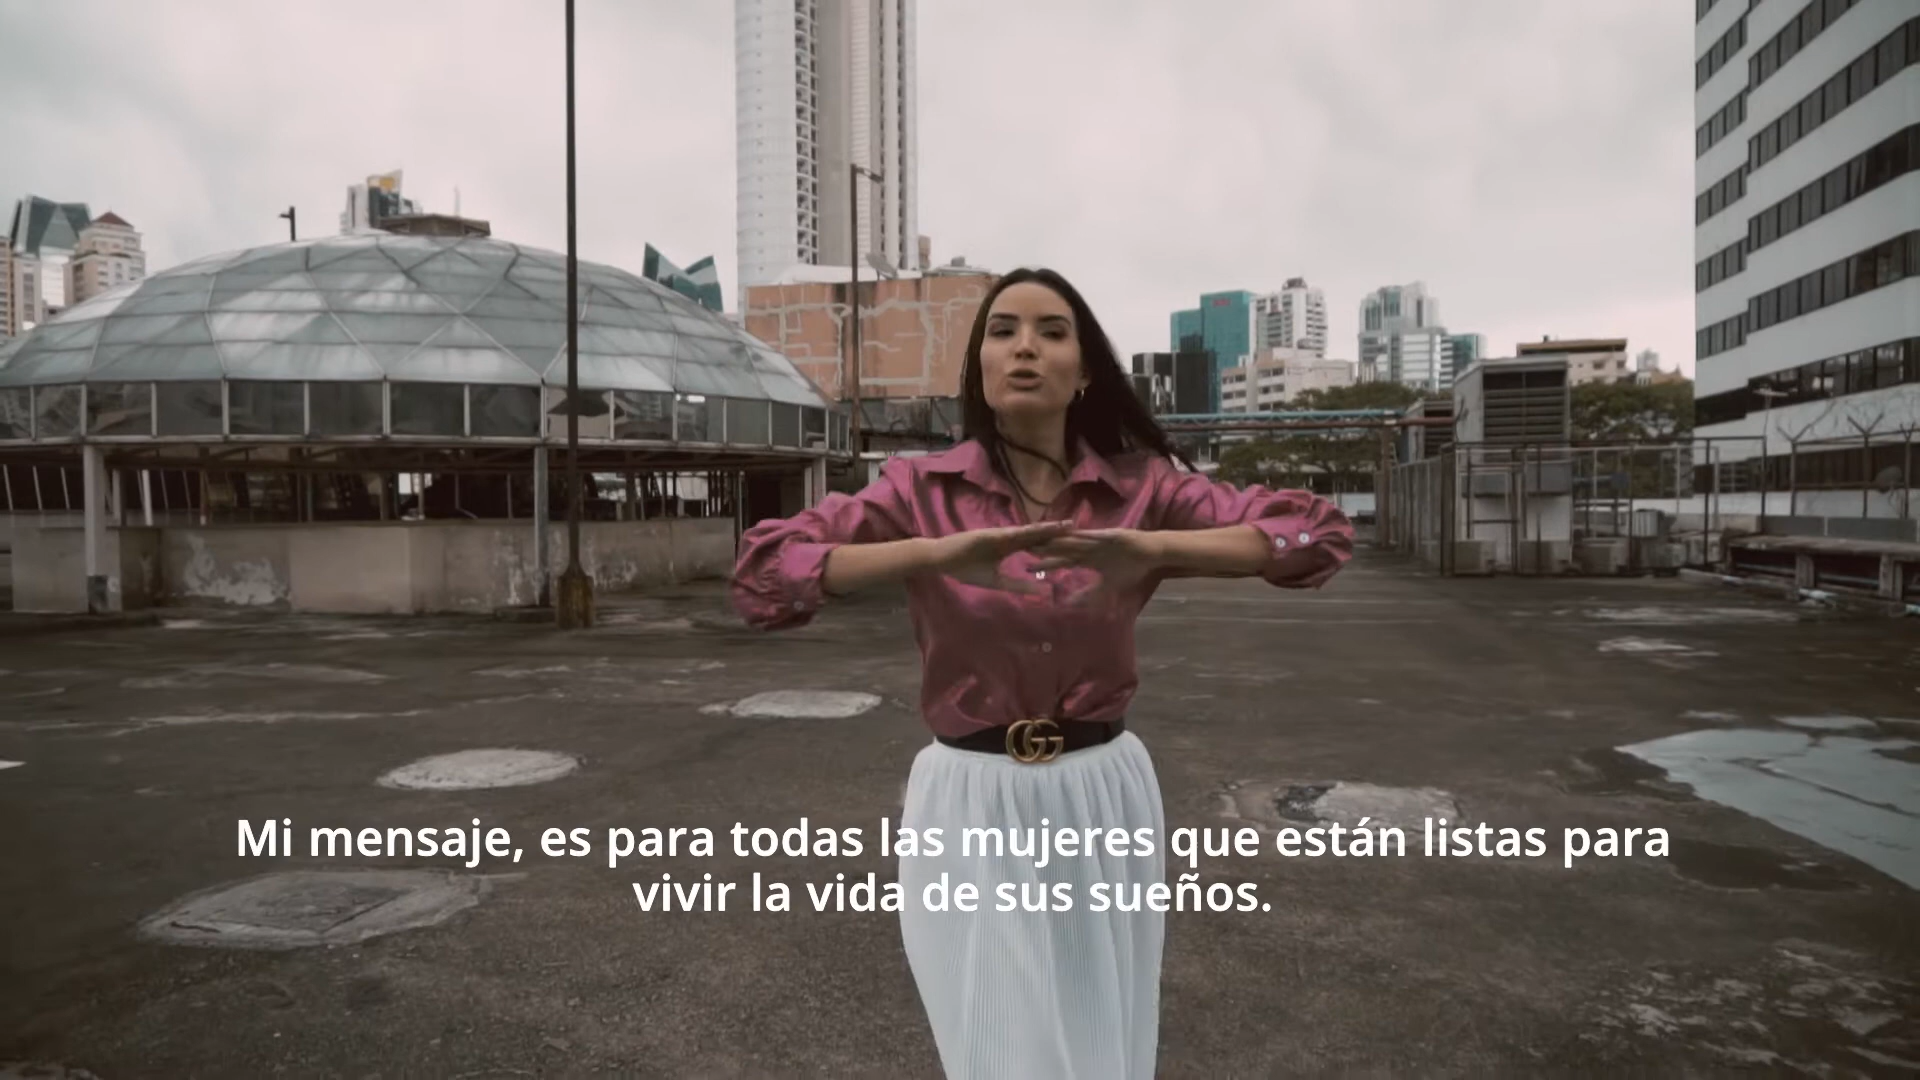 Mi mensaje, es para todas las mujeres que están listas para
vivir la vida de sus sueños.